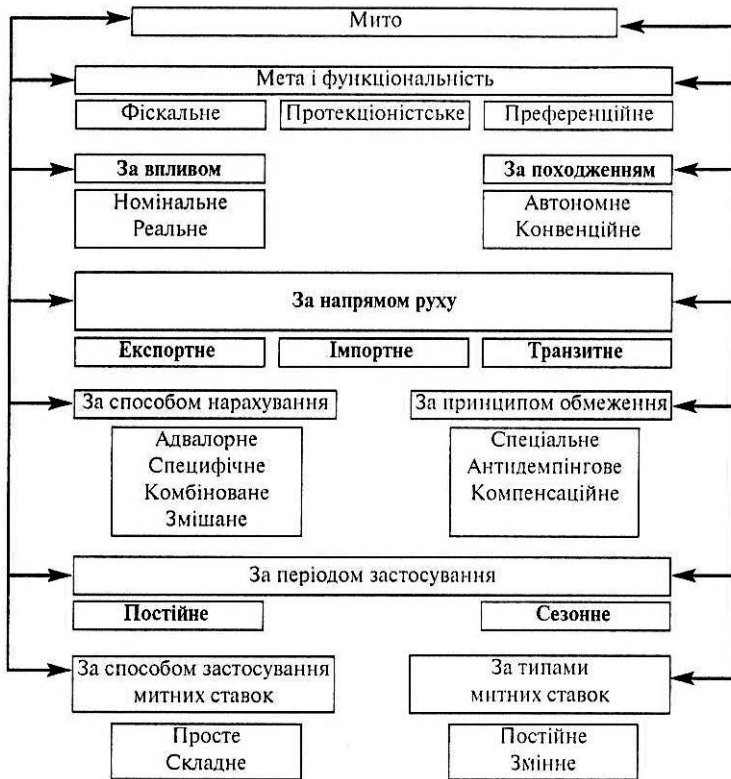 Мито
Мета і функціональність
Фіскальне
Протекціоністське
Преференційне
За впливом
За походженням
Номінальне
Реальне
Автономне
Конвенційне
За напрямом руху
Експортне
Імпортне
Транзитне
За способом нарахування
За принципом обмеження
Адвалорне
Специфічне
Комбіноване
Змішане
Спеціальне
Антидемпінгове
Компенсаційне
За періодом застосування
Постійне
Сезонне
За способом застосування
митних ставок
За типами
митних ставок
Просте
Складне
Постійне
Змінне